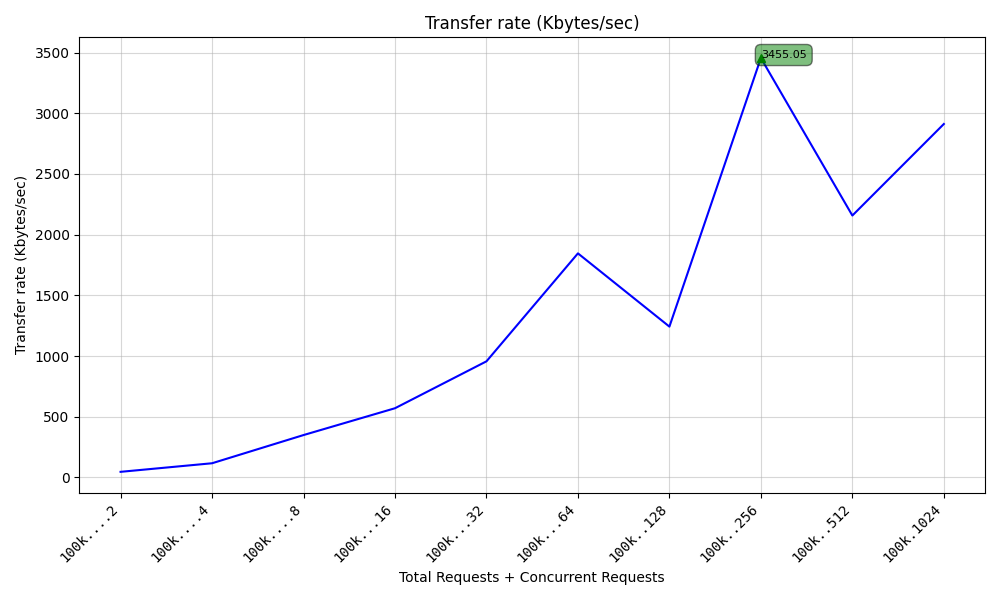 Transfer rate (Kbytes/sec)
3455.05
Transfer rate (Kbytes/sec)
3500
3000
2500
2000
1500
1000
500
0
100k....2
100k....4
100k....8
100k...16
100k...32
100k...64
100k..128
100k..256
100k..512
100k.1024
Total Requests + Concurrent Requests